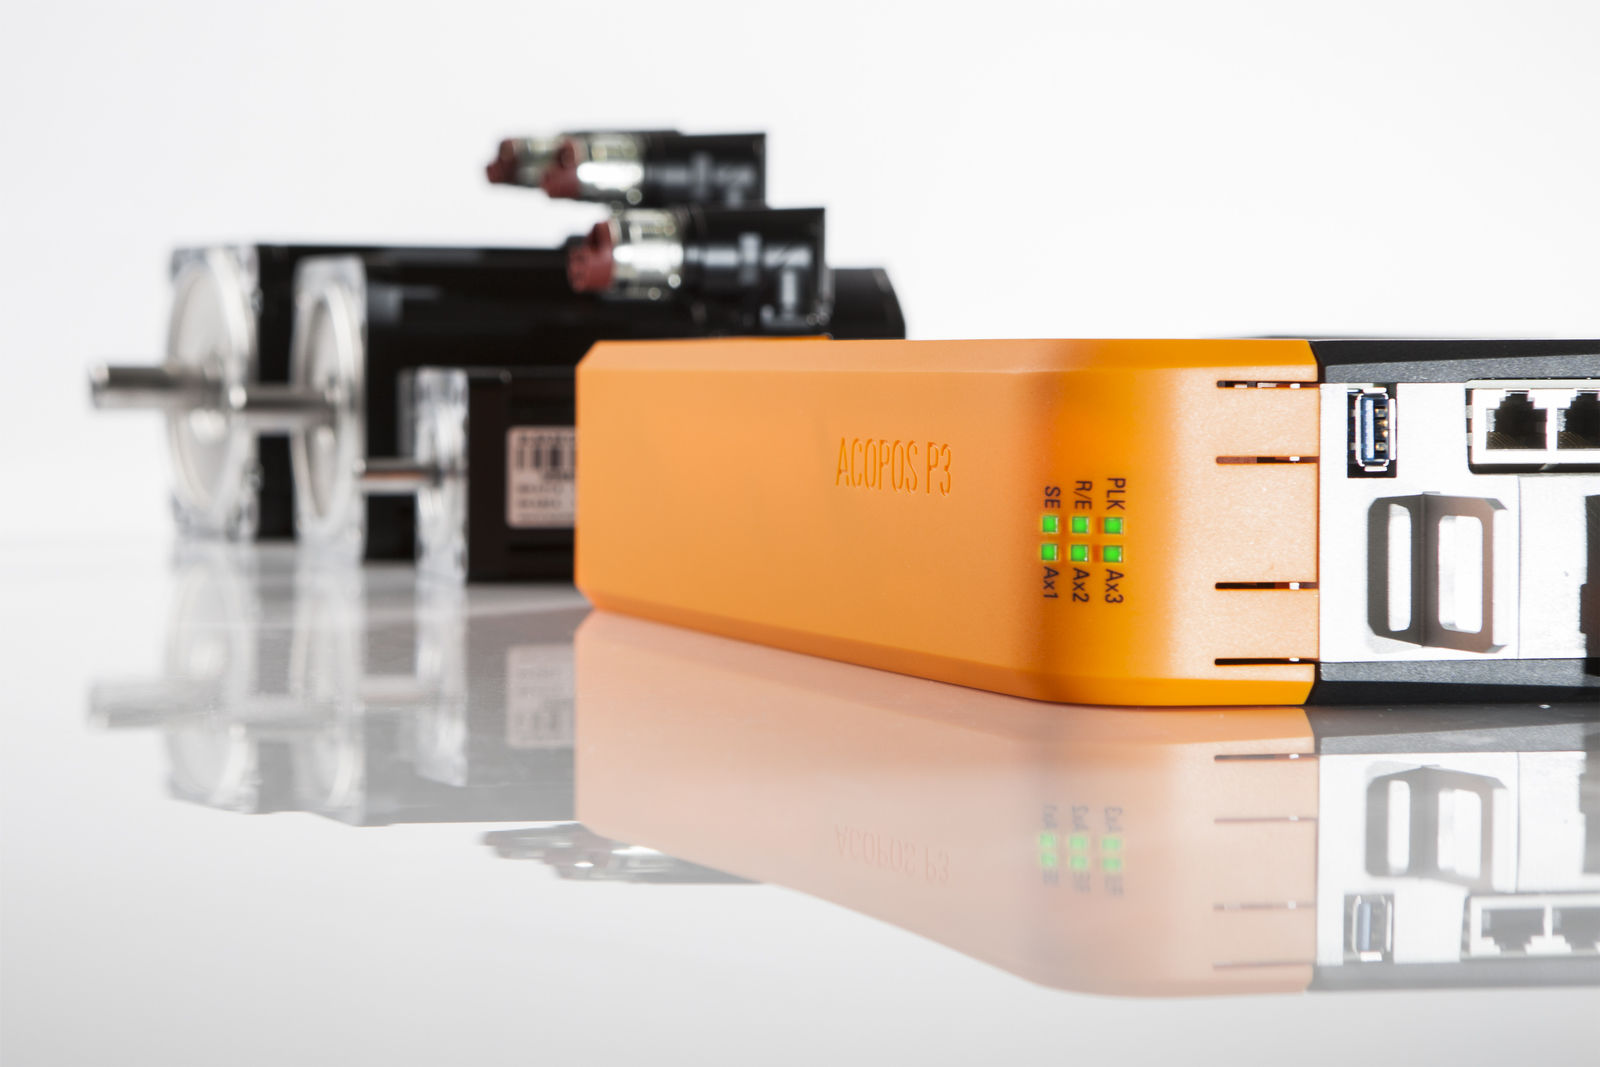 ACOPOS P3
SE
R/E
PLK
Ax1
Ax2
Ax3